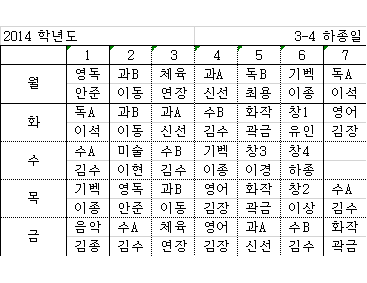 2014 학년도 3-4 하종일
1 2 3 4 5 6 7
월 영독 과B 체육 과A 독B 기벡 독A
안준 이동 연장 신선 최용 이종 이석
화 독A 과B 과A 수B 화작 창1 영어
이석 이동 신선 김수 곽금 유인 김장
수 수A 미술 수B 기벡 창3 창4
김수 이현 김수 이종 이경 하종
목 기벡 영독 과B 영어 화작 창2 수A
이종 안준 이동 김장 곽금 이상 김수
금 음악 수A 체육 영어 과A 수B 화작
김종 김수 연장 김장 신선 김수 곽금